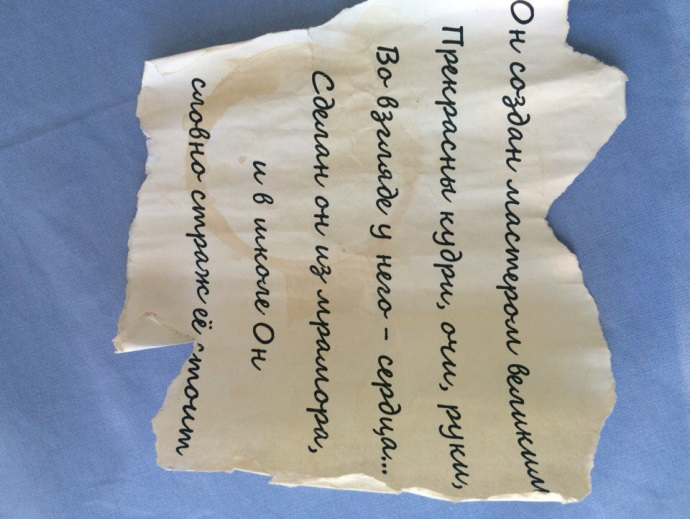 Он создан мастером великим
Прекрасны кудри, очи, руки,
Во взгляде у него - сердца...
Сделан он из мрамора,
и в школе Он
словно страж её стоит